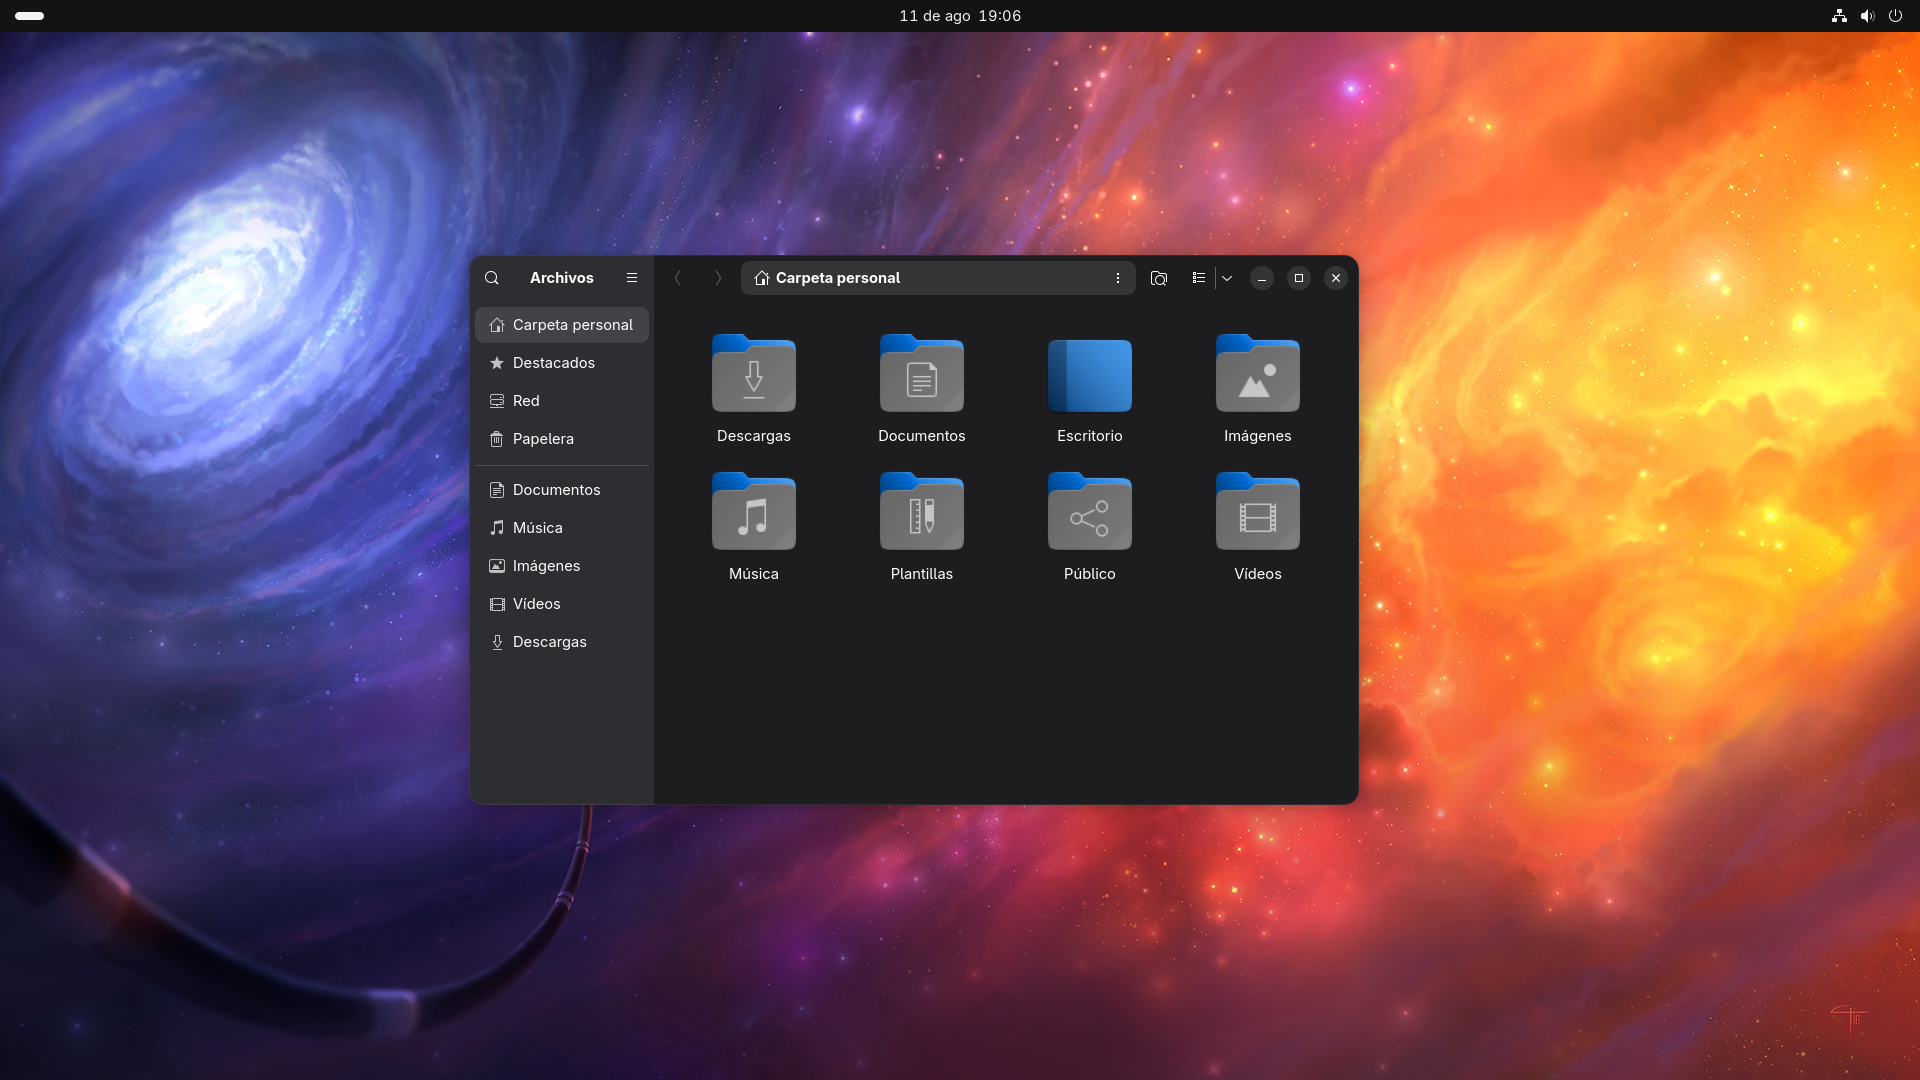 11 de ago 19:06
Archivos
Carpeta personal
Carpeta personal
Destacados
Red
Papelera
Documentos
Música
Imágenes
Vídeos
Descargas
Descargas
Documentos
Escritorio
Imágenes
Música
Plantillas
Público
Vídeos